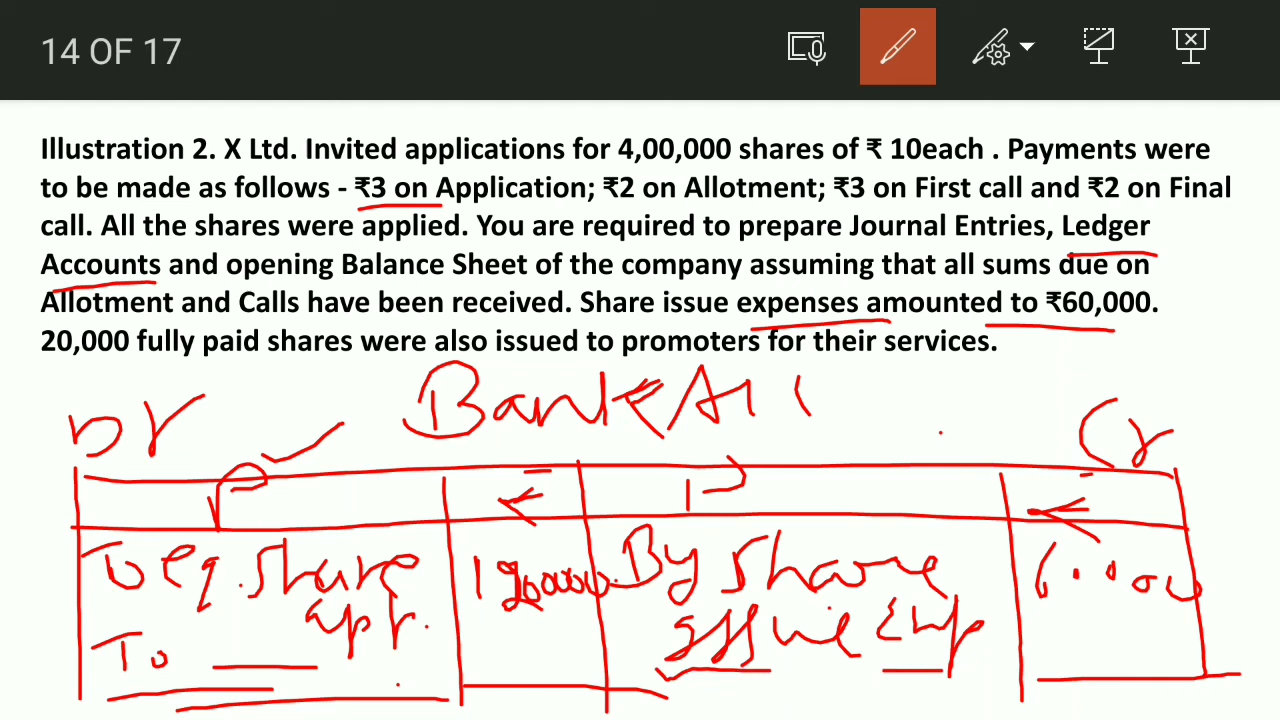 14 OF 17
Illustration 2. X Ltd. Invited applications for 4,00,000 shares of ₹ 10each . Payments were
to be made as follows - ₹3 on Application; ₹2 on Allotment; ₹3 on First call and ₹2 on Final
call. All the shares were applied. You are required to prepare Journal Entries, Ledger
Accounts and opening Balance Sheet of the company assuming that all sums due on
Allotment and Calls have been received. Share issue expenses amounted to ₹60,000.
20,000 fully paid shares were also issued to promoters for their services.
Dr Bank A/c Cr
P ₹ P ₹
To eq. share 1200000 By share 60000
app. issue exp
To